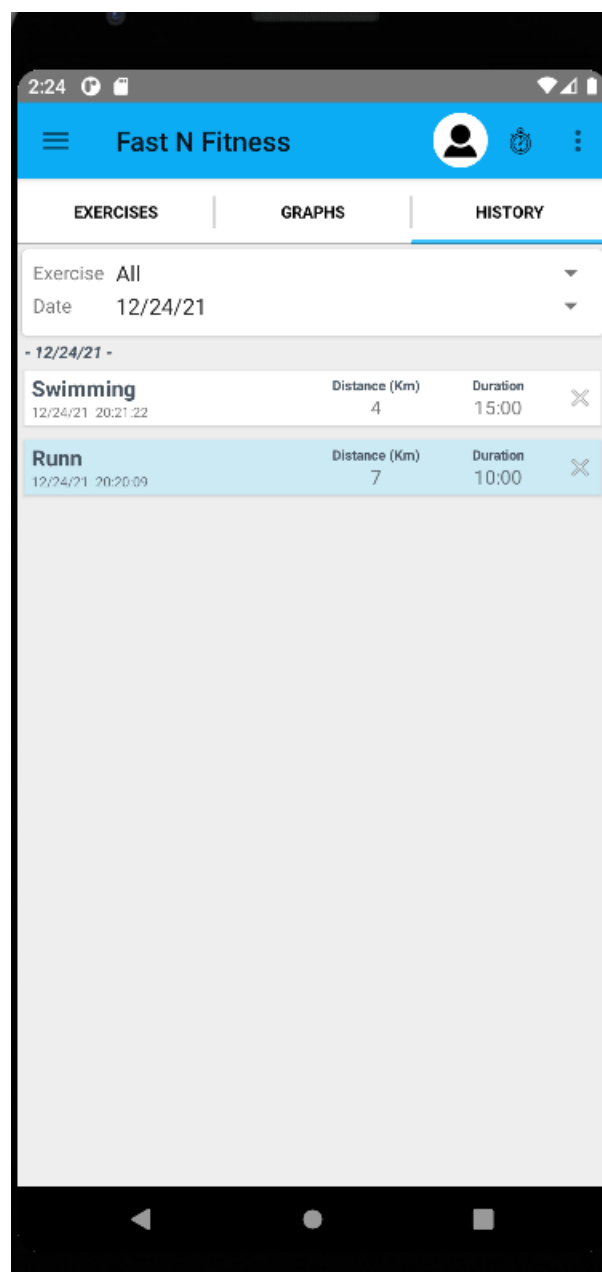 2:24
Fast N Fitness
EXERCISES GRAPHS HISTORY
Exercise All
Date 12/24/21
- 12/24/21 -
Swimming Distance (Km) Duration
12/24/21 20:21:22 4 15:00
Runn Distance (Km) Duration
12/24/21 20:20:09 7 10:00